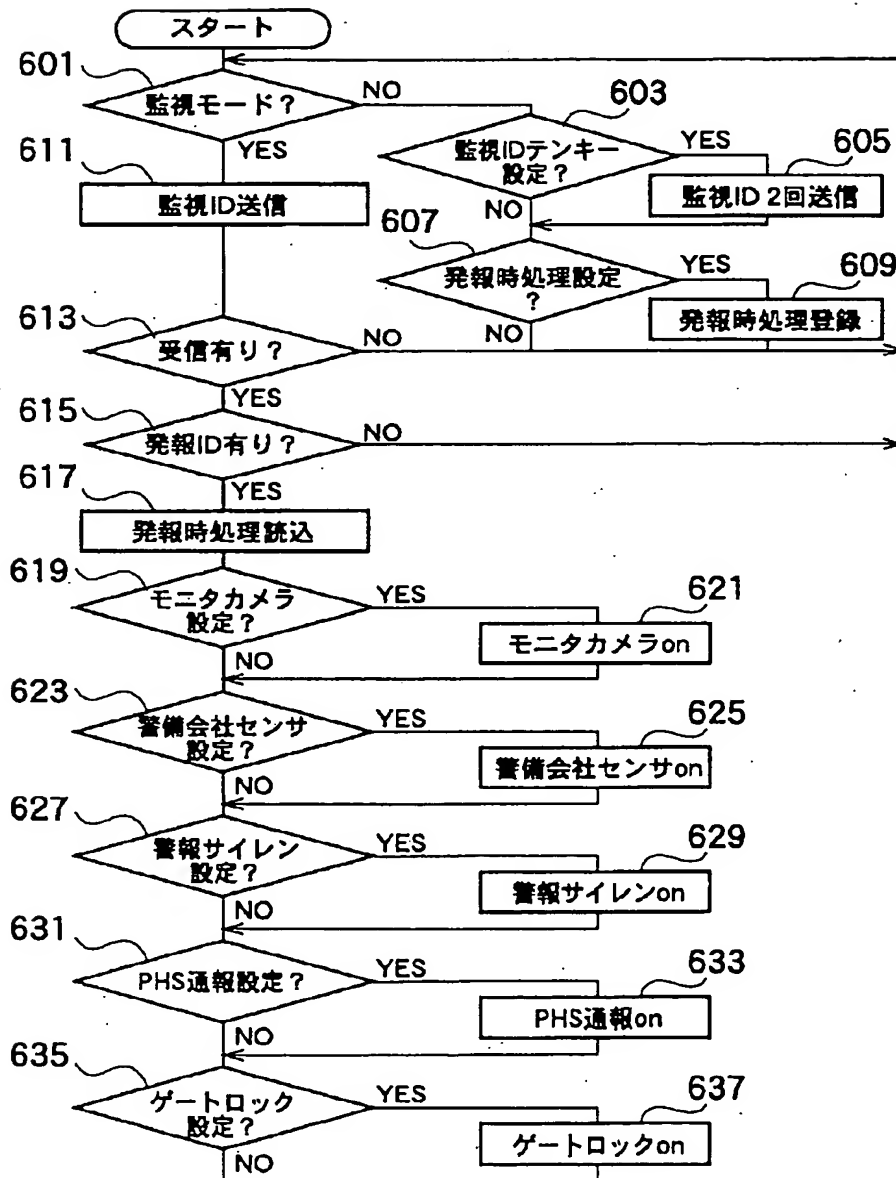 スタート
601
監視モード？
NO
603
YES
監視IDテンキー
設定？
YES
605
611
監視ID送信
NO
監視ID 2回送信
607
発報時処理設定
？
YES
609
613
発報時処理登録
受信有り？
NO
NO
YES
615
発報ID有り？
NO
YES
617
発報時処理読込
619
モニタカメラ
設定？
YES
621
モニタカメラon
NO
623
警備会社センサ
設定？
YES
625
警備会社センサon
NO
627
警報サイレン
設定？
YES
629
警報サイレンon
NO
631
PHS通報設定？
YES
633
PHS通報on
NO
635
ゲートロック
設定？
YES
637
ゲートロックon
NO